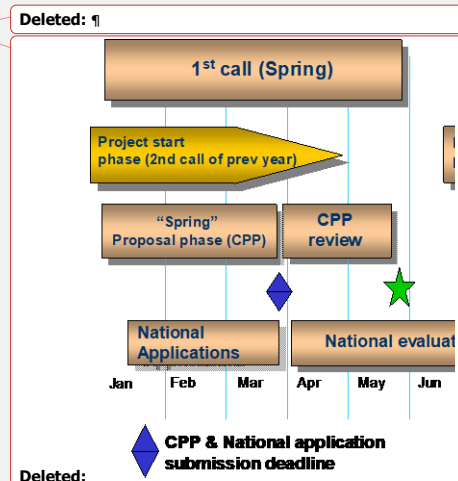 Deleted: ¶
1st call (Spring)
Project start
phase (2nd call of prev year)
“Spring”
Proposal phase (CPP)
CPP
review
National
Applications
National evaluat
Jan Feb Mar Apr May Jun
CPP & National application
submission deadline
Deleted: